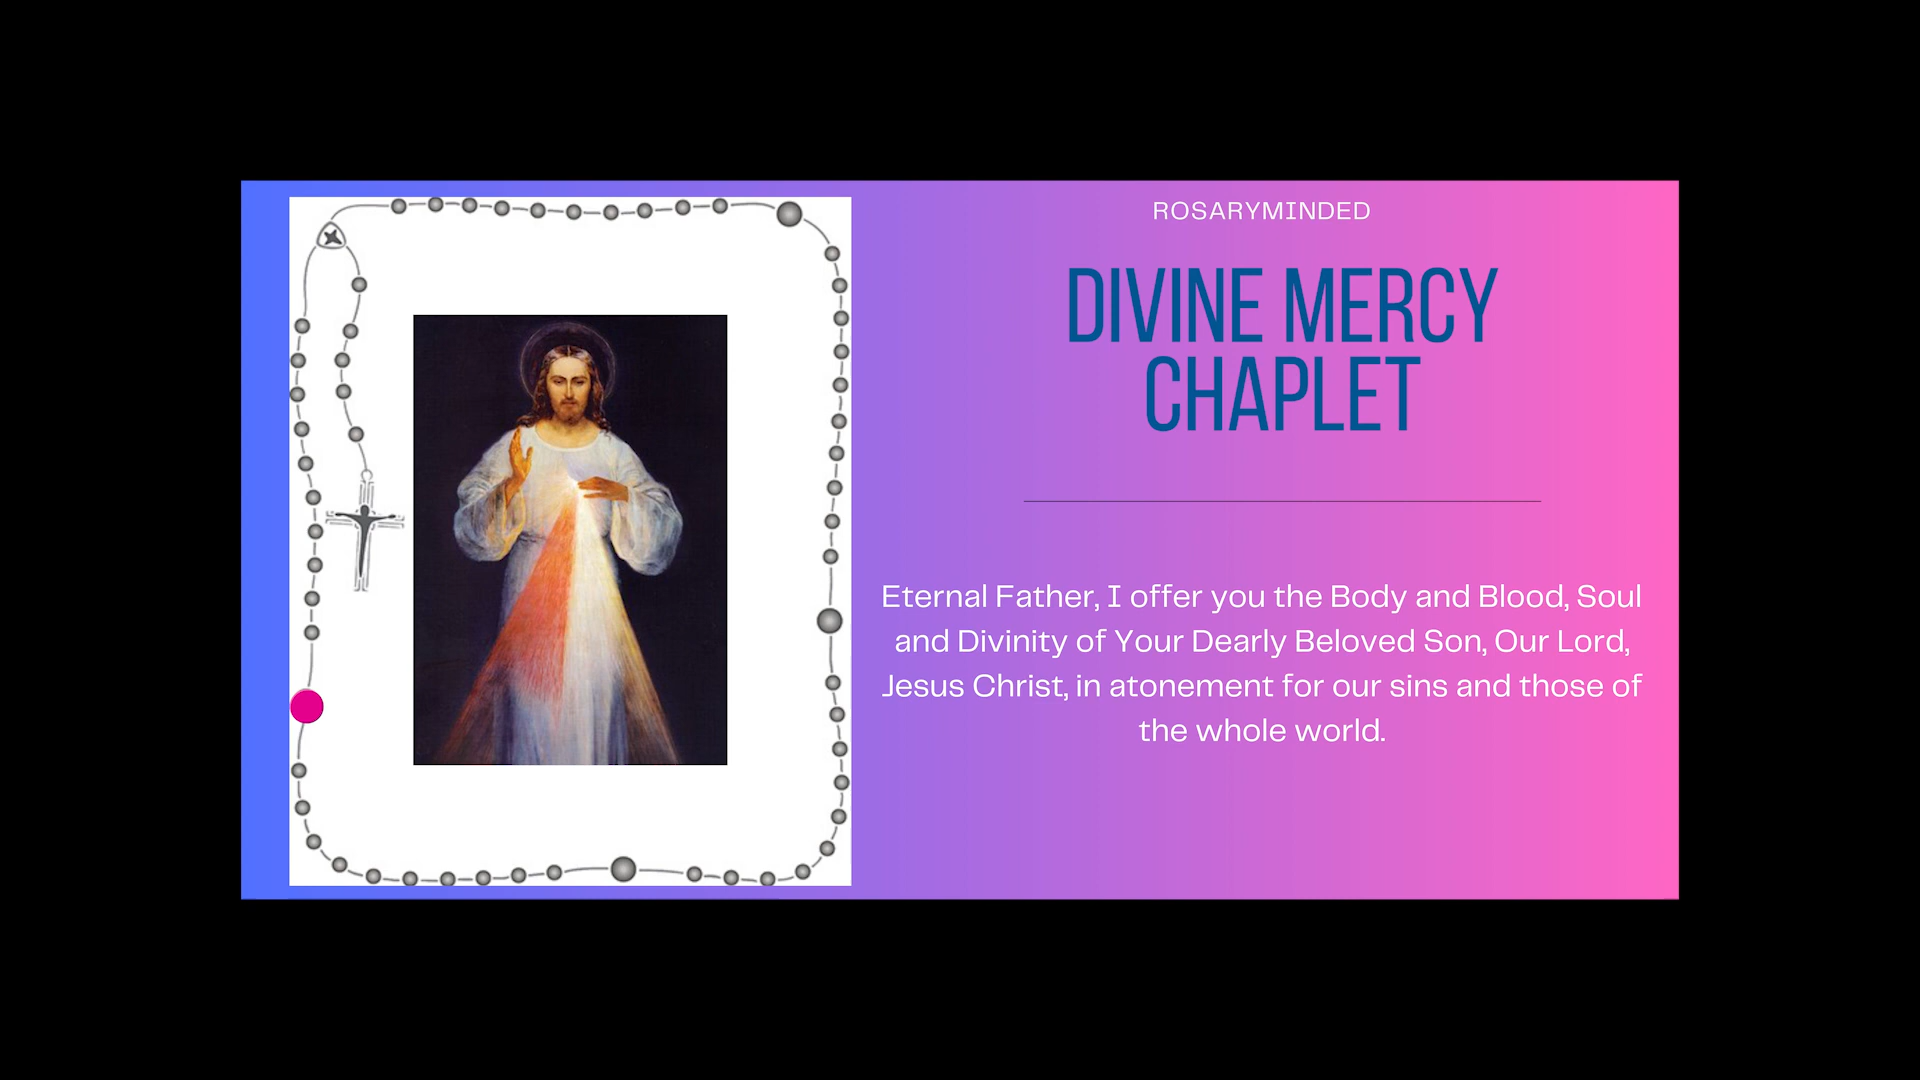 ROSARYMINDED
DIVINE MERCY
CHAPLET
Eternal Father, I offer you the Body and Blood, Soul
and Divinity of Your Dearly Beloved Son, Our Lord,
Jesus Christ, in atonement for our sins and those of
the whole world.